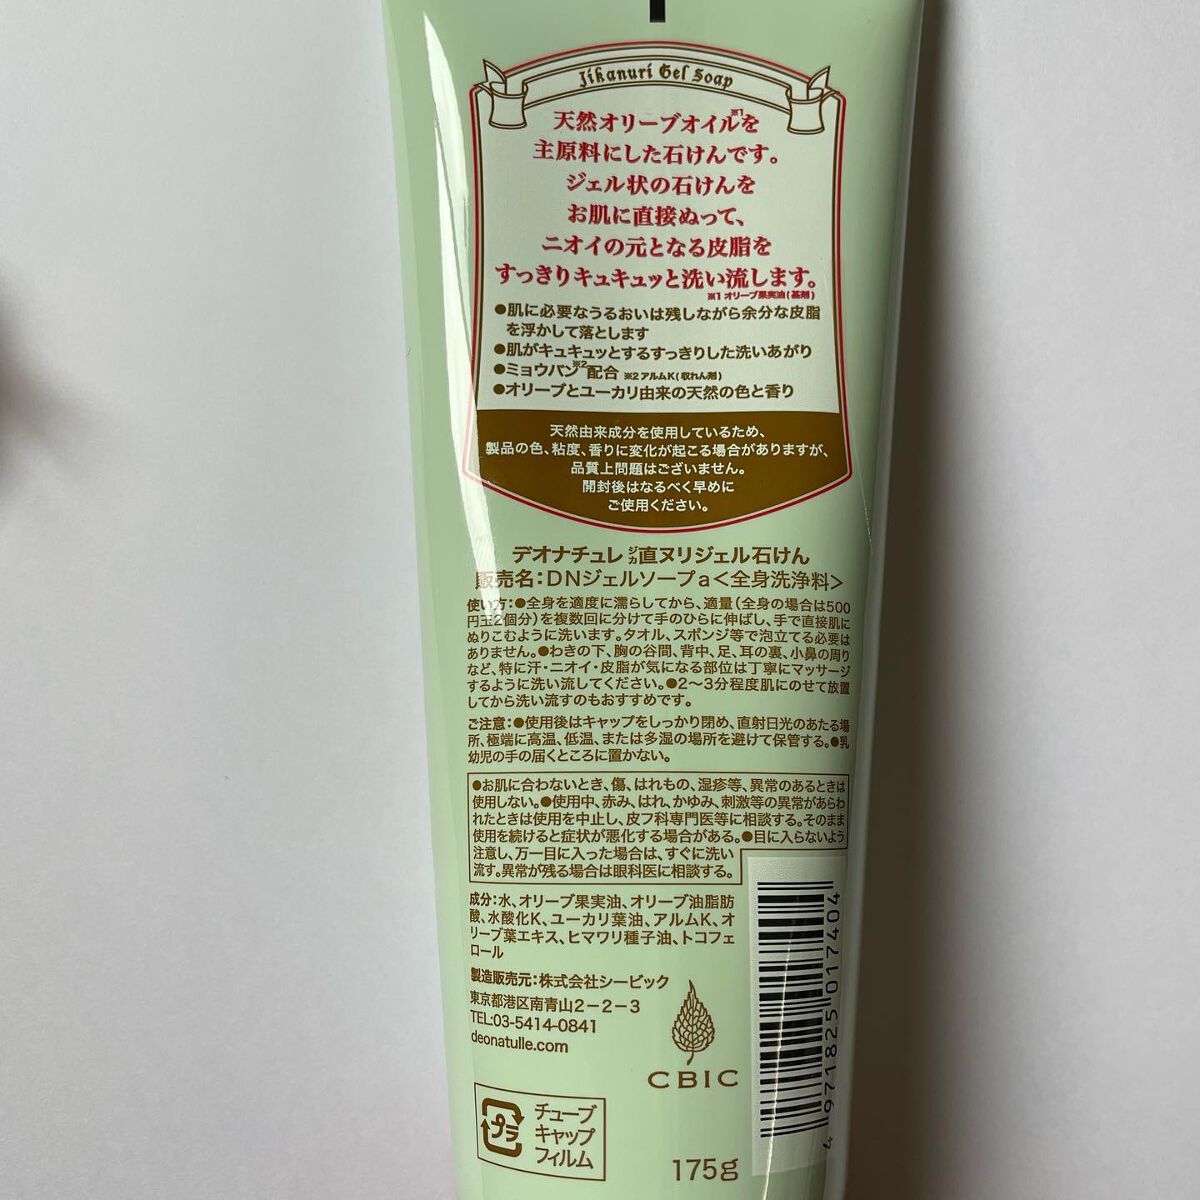 Jikanuri Gel Soap
天然オリーブオイル※1を
主原料にした石けんです。
ジェル状の石けんを
お肌に直接ぬって、
ニオイの元となる皮脂を
すっきりキュキュッと洗い流します。
※1 オリーブ果実油(基剤)
●肌に必要なうるおいは残しながら余分な皮脂
を浮かして落とします
●肌がキュキュッとするすっきりした洗いあがり
●ミョウバン※2配合 ※2 アルムK(収れん剤)
●オリーブとユーカリ由来の天然の色と香り
天然由来成分を使用しているため、
製品の色、粘度、香りに変化が起こる場合がありますが、
品質上問題はございません。
開封後はなるべく早めに
ご使用ください。
デオナチュレ 直ヌリジェル石けん
ジカ
販売名：DNジェルソープa＜全身洗浄料＞
使い方：●全身を適度に濡らしてから、適量（全身の場合は500
円玉2個分）を複数回に分けて手のひらに伸ばし、手で直接肌に
ぬりこむように洗います。タオル、スポンジ等で泡立てる必要は
ありません。●わきの下、胸の谷間、背中、足、耳の裏、小鼻の周り
など、特に汗・ニオイ・皮脂が気になる部位は丁寧にマッサージ
するように洗い流してください。●2〜3分程度肌にのせて放置
してから洗い流すのもおすすめです。
ご注意：●使用後はキャップをしっかり閉め、直射日光のあたる場
所、極端に高温、低温、または多湿の場所を避けて保管する。●乳
幼児の手の届くところに置かない。
●お肌に合わないとき、傷、はれもの、湿疹等、異常のあるときは
使用しない。●使用中、赤み、はれ、かゆみ、刺激等の異常があらわ
れたときは使用を中止し、皮フ科専門医等に相談する。そのまま
使用を続けると症状が悪化する場合がある。●目に入らないよう
注意し、万一目に入った場合は、すぐに洗い
流す。異常が残る場合は眼科医に相談する。
成分：水、オリーブ果実油、オリーブ油脂肪
酸、水酸化K、ユーカリ葉油、アルムK、オ
リーブ葉エキス、ヒマワリ種子油、トコフェ
ロール
製造販売元：株式会社シービック
東京都港区南青山2－2－3
TEL:03-5414-0841
deonatulle.com
CBIC
プラ
チューブ
キャップ
フィルム
175g
4 971825 017404